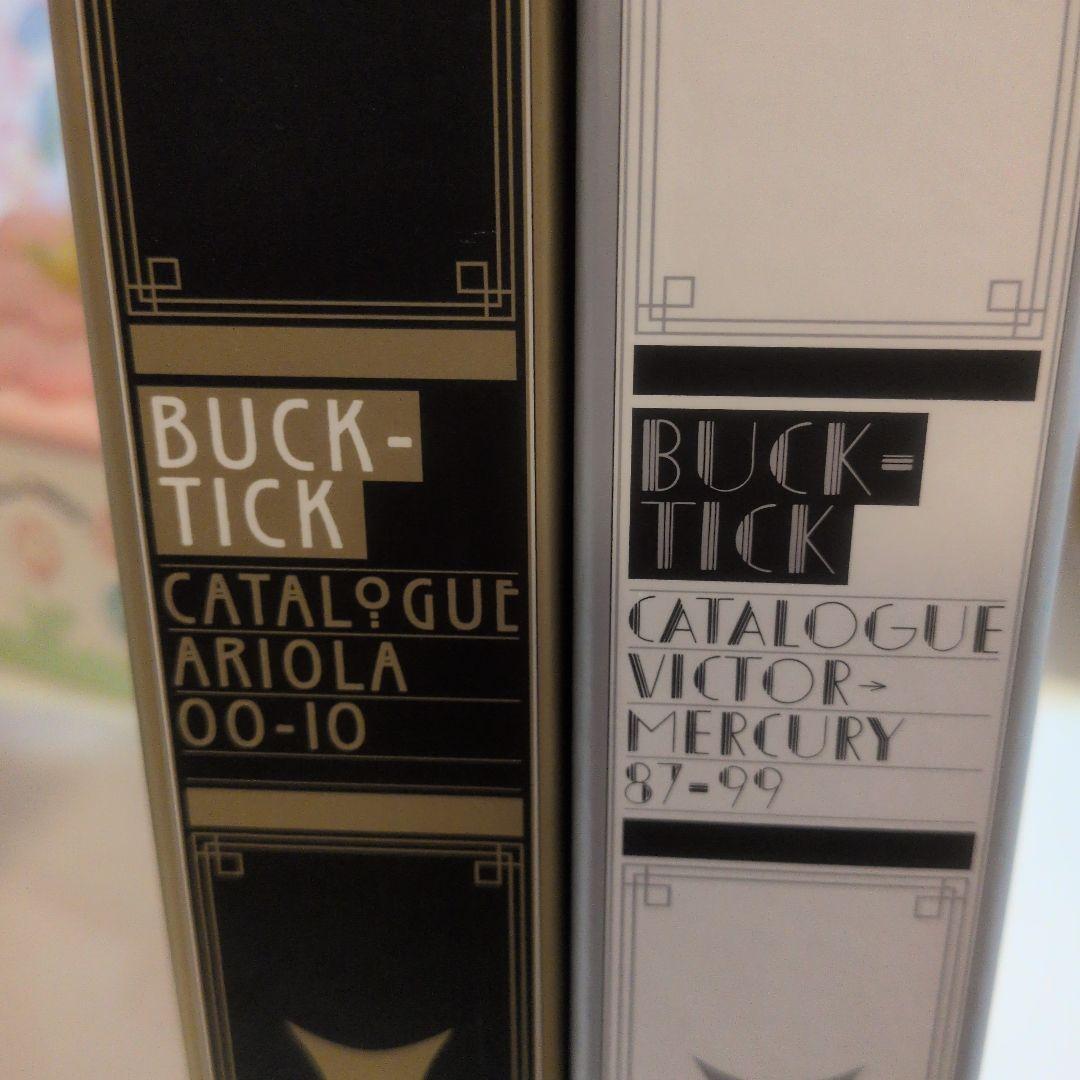 BUCK-
TICK
CATALOGUE
ARIOLA
00-10
BUCK-
TICK
CATALOGUE
VICTOR→
MERCURY
87-99